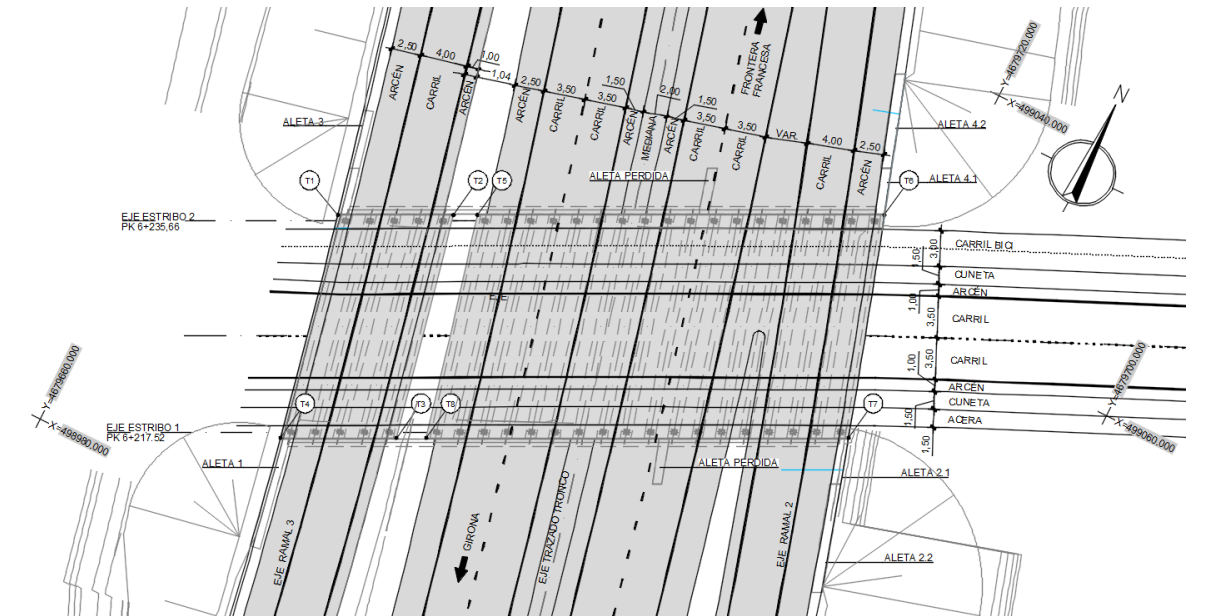 2,50
4,00
1,00
1,04
2,50
3,50
3,50
1,50
2,00
1,50
3,50
3,50
VAR.
4,00
2,50
ARCÉN
CARRIL
ARCÉN
ARCÉN
CARRIL
CARRIL
ARCÉN
MEDIANA
ARCÉN
CARRIL
CARRIL
CARRIL
ARCÉN
FRONTERA
FRANCESA
Y=4679720.000
X=499040.000
N
ALETA 3
ALETA 4.2
ALETA PERDIDA
ALETA 4.1
T1
T2
T5
T6
EJE ESTRIBO 2
PK 6+235,66
CARRIL BICI
3,00
1,50
CUNETA
ARCÉN
1,00
CARRIL
3,50
CARRIL
3,50
1,00
ARCÉN
CUNETA
1,50
ACERA
1,50
Y=4679660.000
X=498980.000
Y=4679700.000
X=499060.000
T4
T3
T8
T7
EJE ESTRIBO 1
PK 6+217.52
ALETA 1
ALETA PERDIDA
ALETA 2.1
ALETA 2.2
EJE RAMAL 3
GIRONA
EJE TRAZADO TRONCO
EJE RAMAL 2